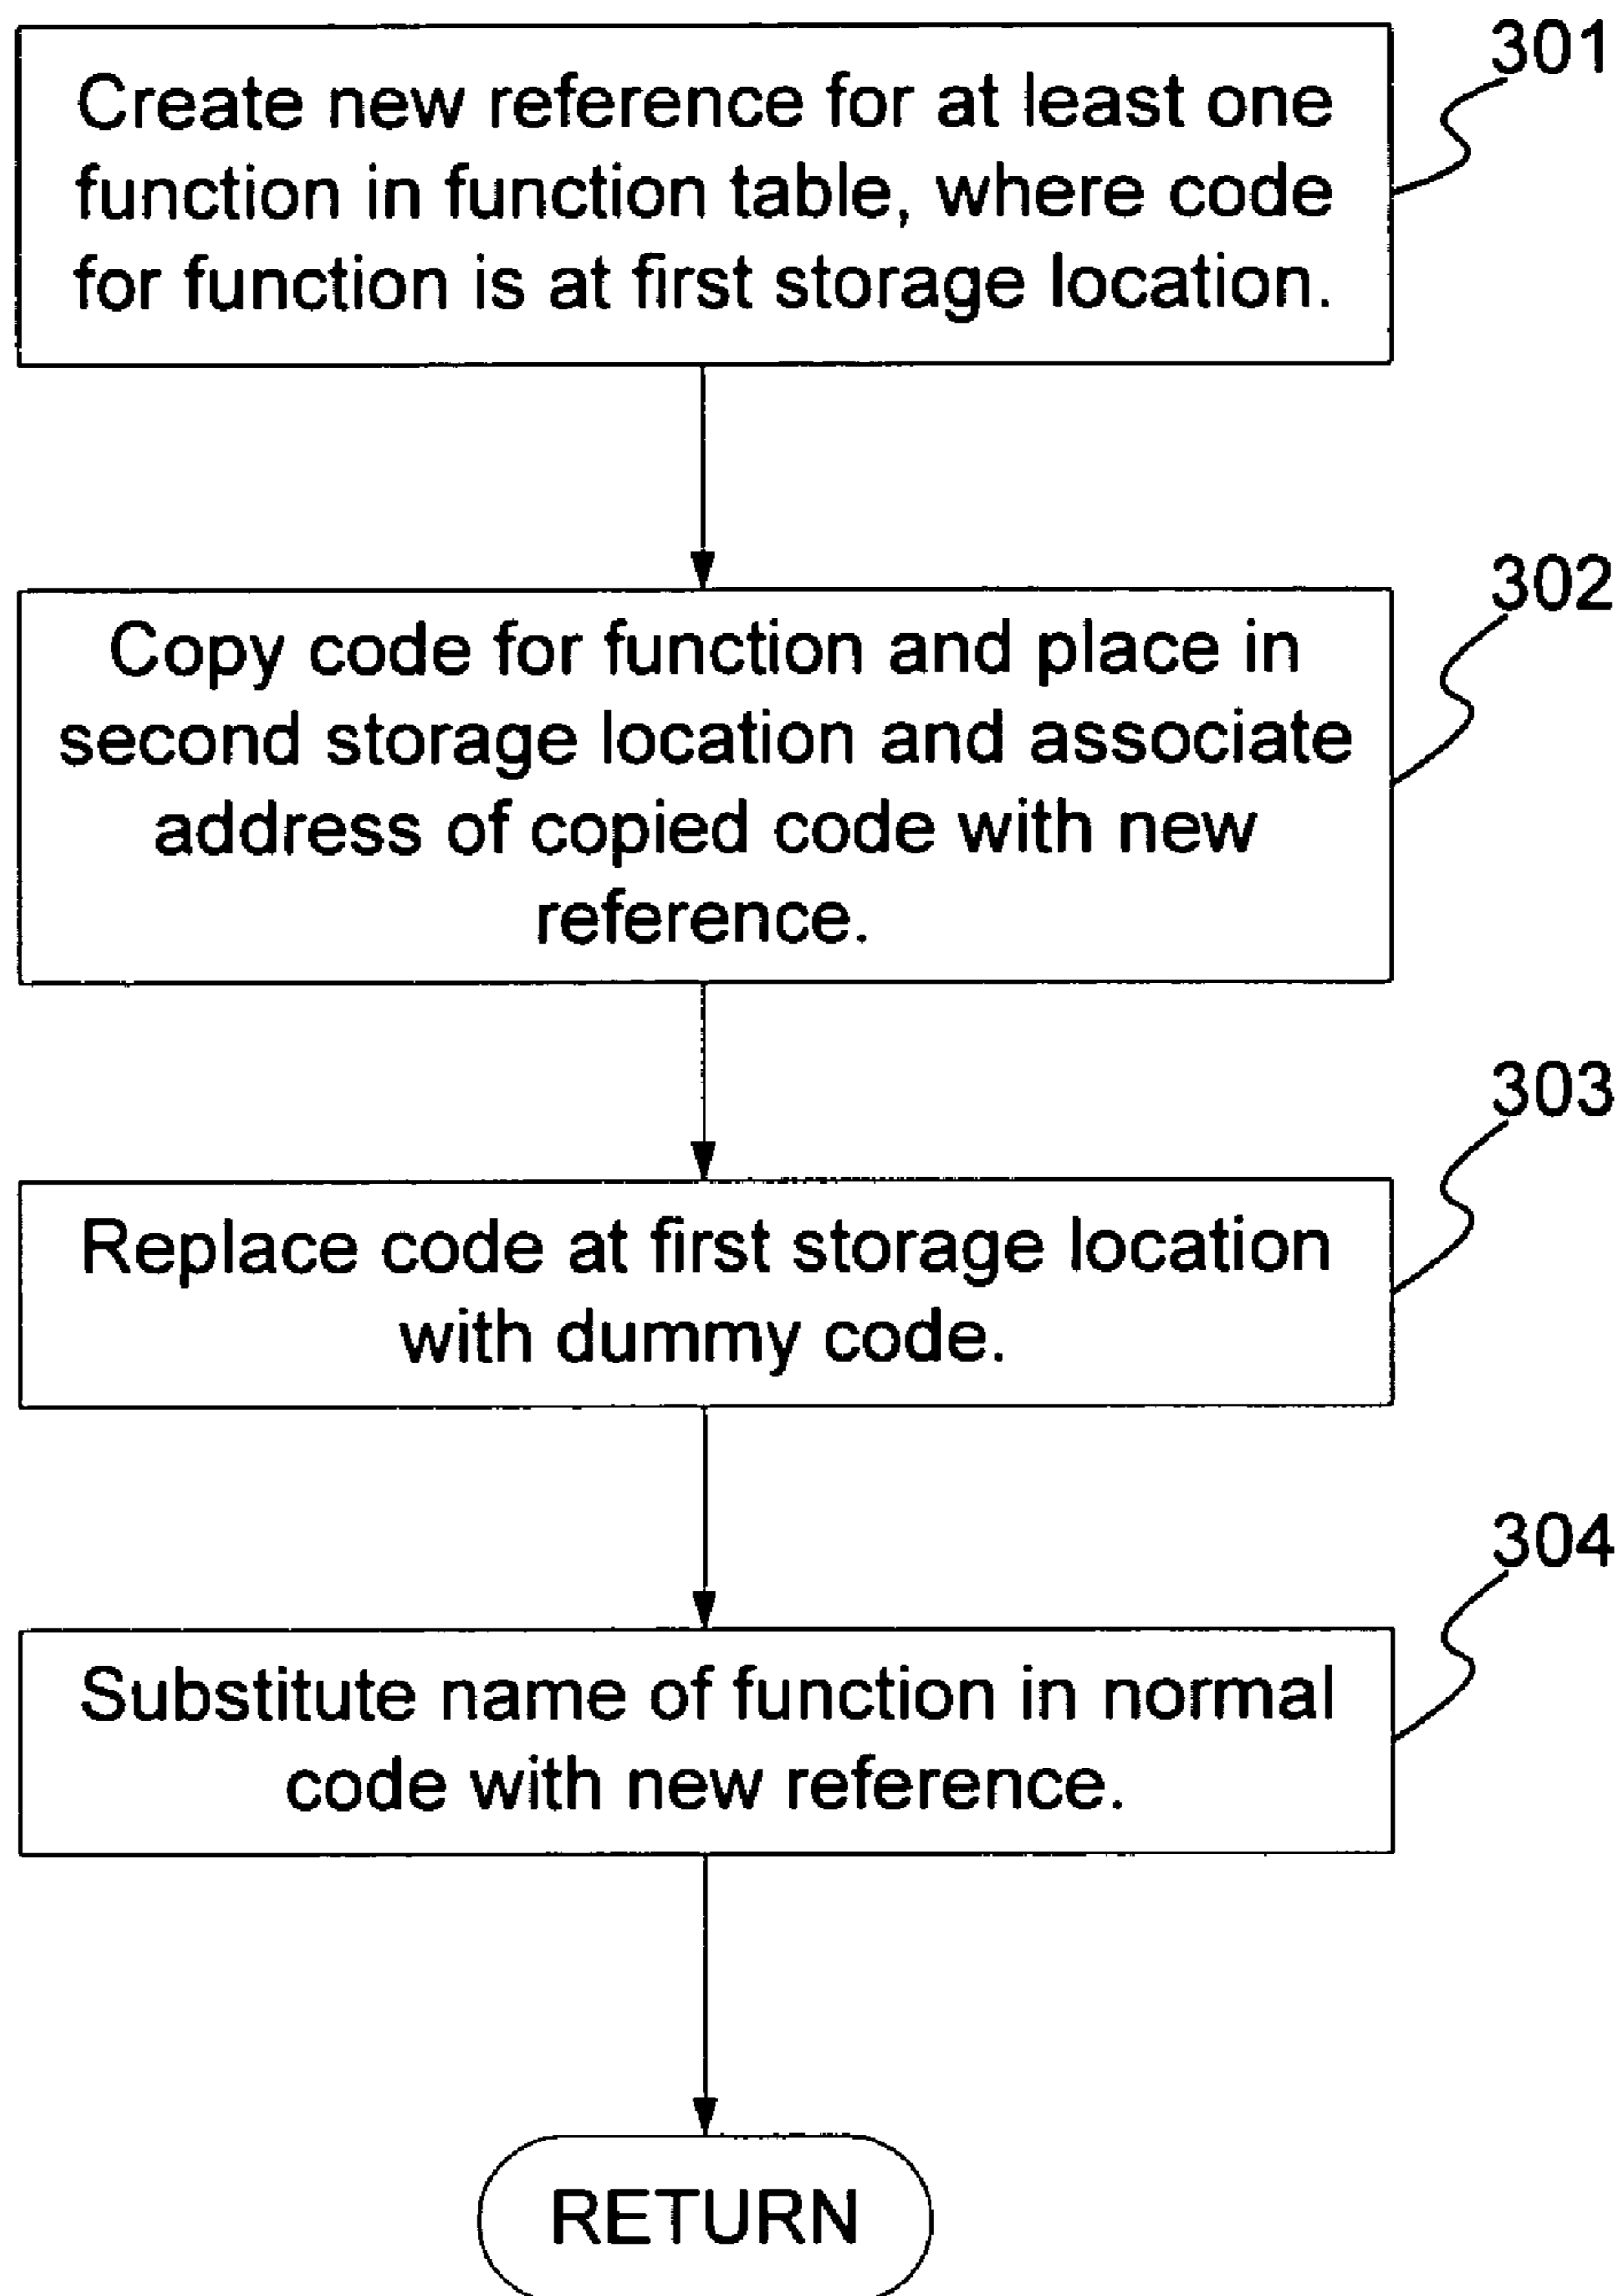 301
Create new reference for at least one
function in function table, where code
for function is at first storage location.
302
Copy code for function and place in
second storage location and associate
address of copied code with new
reference.
303
Replace code at first storage location
with dummy code.
304
Substitute name of function in normal
code with new reference.
RETURN